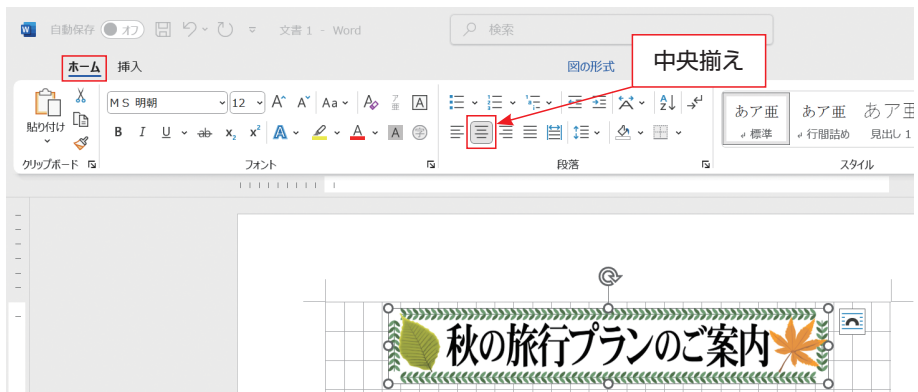 自動保存 オフ 文書 1 - Word 検索
ホーム 挿入 図の形式 中央揃え
貼り付け MS 明朝 12 A A Aa A ア亜 A A Z あア亜 あア亜 あア亜
B I U ab x₂ x² A A A 字 標準 行間詰め 見出し 1
クリップボード フォント 段落 スタイル
秋の旅行プランのご案内